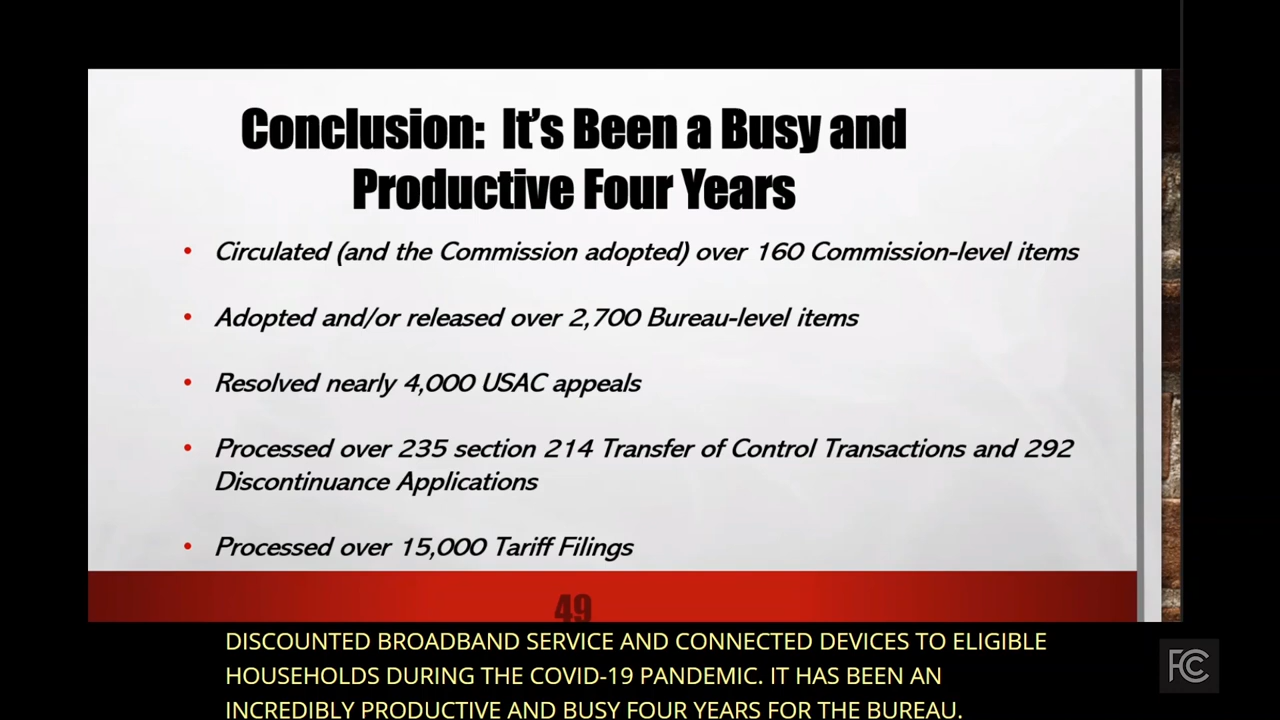 Conclusion: It's Been a Busy and
Productive Four Years
• Circulated (and the Commission adopted) over 160 Commission-level items
• Adopted and/or released over 2,700 Bureau-level items
• Resolved nearly 4,000 USAC appeals
• Processed over 235 section 214 Transfer of Control Transactions and 292
Discontinuance Applications
• Processed over 15,000 Tariff Filings
49
DISCOUNTED BROADBAND SERVICE AND CONNECTED DEVICES TO ELIGIBLE
HOUSEHOLDS DURING THE COVID-19 PANDEMIC. IT HAS BEEN AN
INCREDIBLY PRODUCTIVE AND BUSY FOUR YEARS FOR THE BUREAU.
FCC